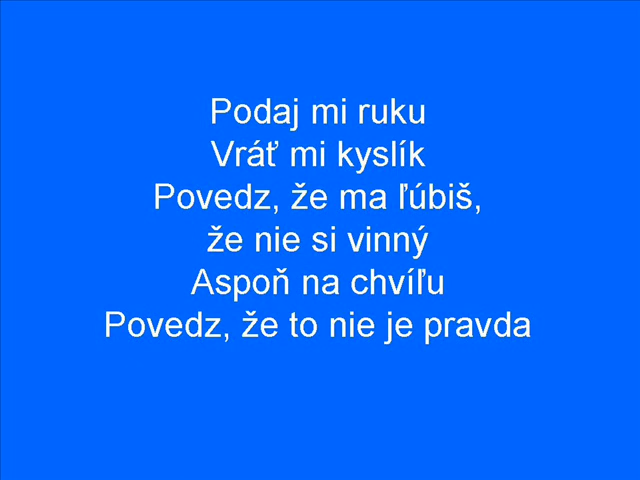 Podaj mi ruku
Vráť mi kyslík
Povedz, že ma ľúbiš,
že nie si vinný
Aspoň na chvíľu
Povedz, že to nie je pravda